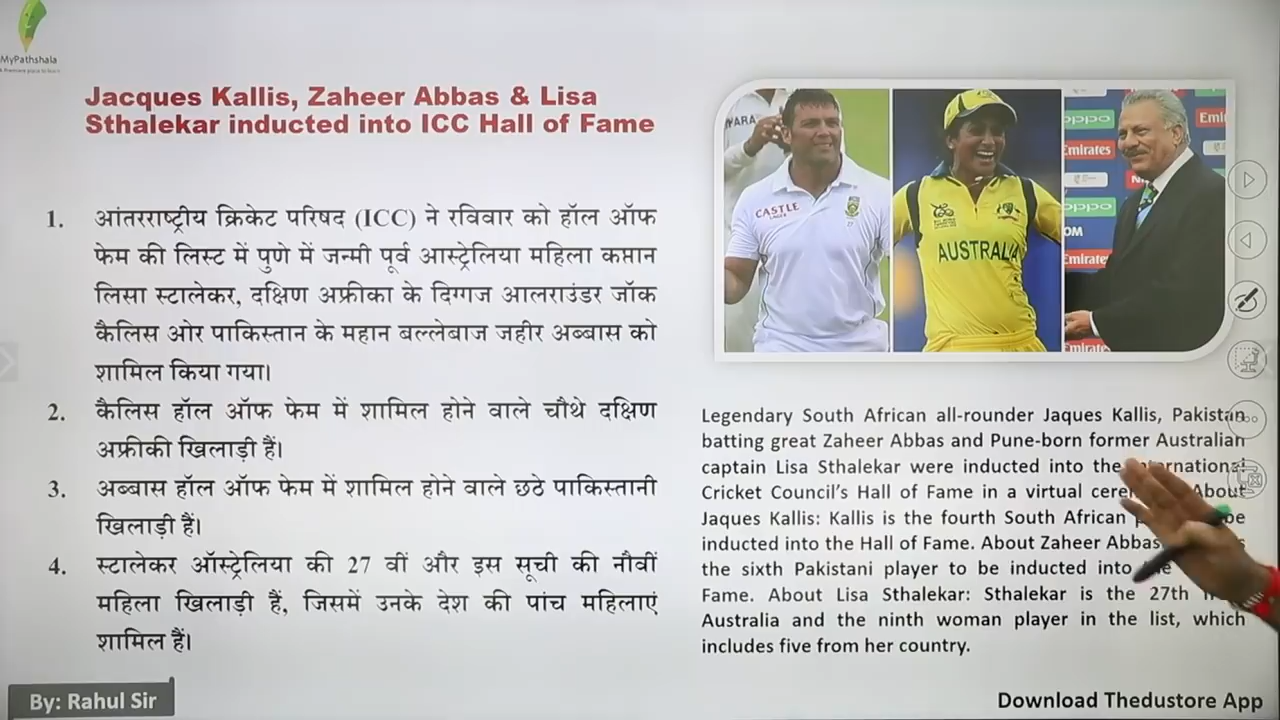 MyPathshala
Jacques Kallis, Zaheer Abbas & Lisa
Sthalekar inducted into ICC Hall of Fame
1. आंतरराष्ट्रीय क्रिकेट परिषद (ICC) ने रविवार को हॉल ऑफ
फेम की लिस्ट में पुणे में जन्मी पूर्व आस्ट्रेलिया महिला कप्तान
लिसा स्टालेकर, दक्षिण अफ्रीका के दिग्गज आलराउंडर जॉक
कैलिस ओर पाकिस्तान के महान बल्लेबाज जहीर अब्बास को
शामिल किया गया।
2. कैलिस हॉल ऑफ फेम में शामिल होने वाले चौथे दक्षिण
अफ्रीकी खिलाड़ी हैं।
3. अब्बास हॉल ऑफ फेम में शामिल होने वाले छठे पाकिस्तानी
खिलाड़ी हैं।
4. स्टालेकर ऑस्ट्रेलिया की 27 वीं और इस सूची की नौवीं
महिला खिलाड़ी हैं, जिसमें उनके देश की पांच महिलाएं
शामिल हैं।
CASTLE
AUSTRALIA
oppo
Emirates
oppo
Emirates
Legendary South African all-rounder Jaques Kallis, Pakistan
batting great Zaheer Abbas and Pune-born former Australian
captain Lisa Sthalekar were inducted into the
Cricket Council's Hall of Fame in a virtual About
Jaques Kallis: Kallis is the fourth South African be
inducted into the Hall of Fame. About Zaheer Abbas
the sixth Pakistani player to be inducted into
Fame. About Lisa Sthalekar: Sthalekar is the 27th
Australia and the ninth woman player in the list, which
includes five from her country.
By: Rahul Sir
Download Thedustore App